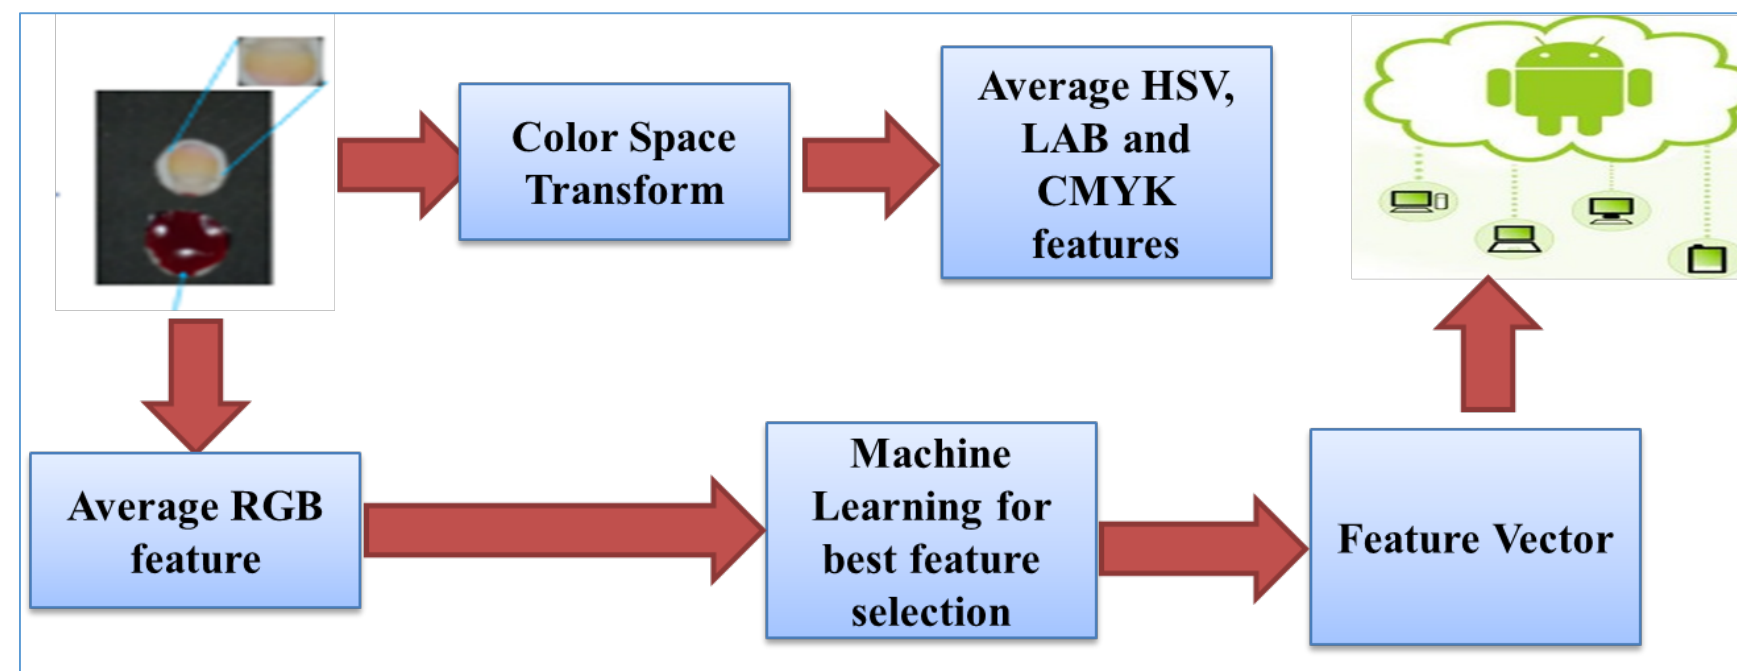 Color Space
Transform
Average HSV,
LAB and
CMYK
features
Average RGB
feature
Machine
Learning for
best feature
selection
Feature Vector